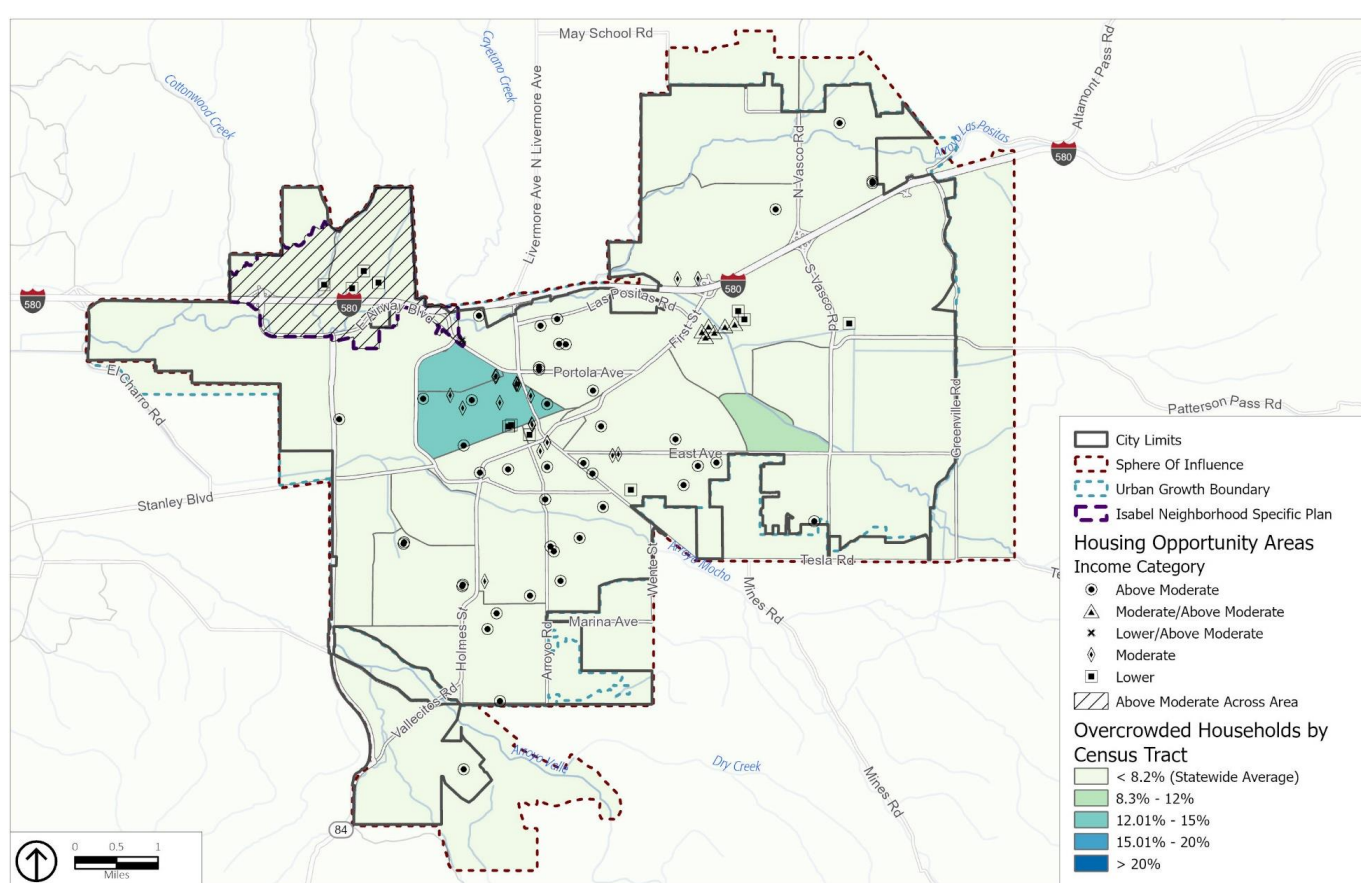 May School Rd
Cayetano Creek
Cottonwood Creek
N Livermore Ave
Livermore Ave
N Vasco Rd
Altamont Pass Rd
Arroyo Las Positas
580
580
580
580
Las Positas Rd
First St
S Vasco Rd
E Airway Blvd
El Charro Rd
Portola Ave
Greenville Rd
Patterson Pass Rd
East Ave
Stanley Blvd
Tesla Rd
Arroyo Mocho
Wente St
Mines Rd
Marina Ave
Holmes St
Arroyo Rd
Vallecitos Rd
Arroyo Valle
Dry Creek
Mines Rd
84
0 0.5 1
Miles
City Limits
Sphere Of Influence
Urban Growth Boundary
Isabel Neighborhood Specific Plan
Housing Opportunity Areas
Income Category
Above Moderate
Moderate/Above Moderate
Lower/Above Moderate
Moderate
Lower
Above Moderate Across Area
Overcrowded Households by
Census Tract
< 8.2% (Statewide Average)
8.3% - 12%
12.01% - 15%
15.01% - 20%
> 20%